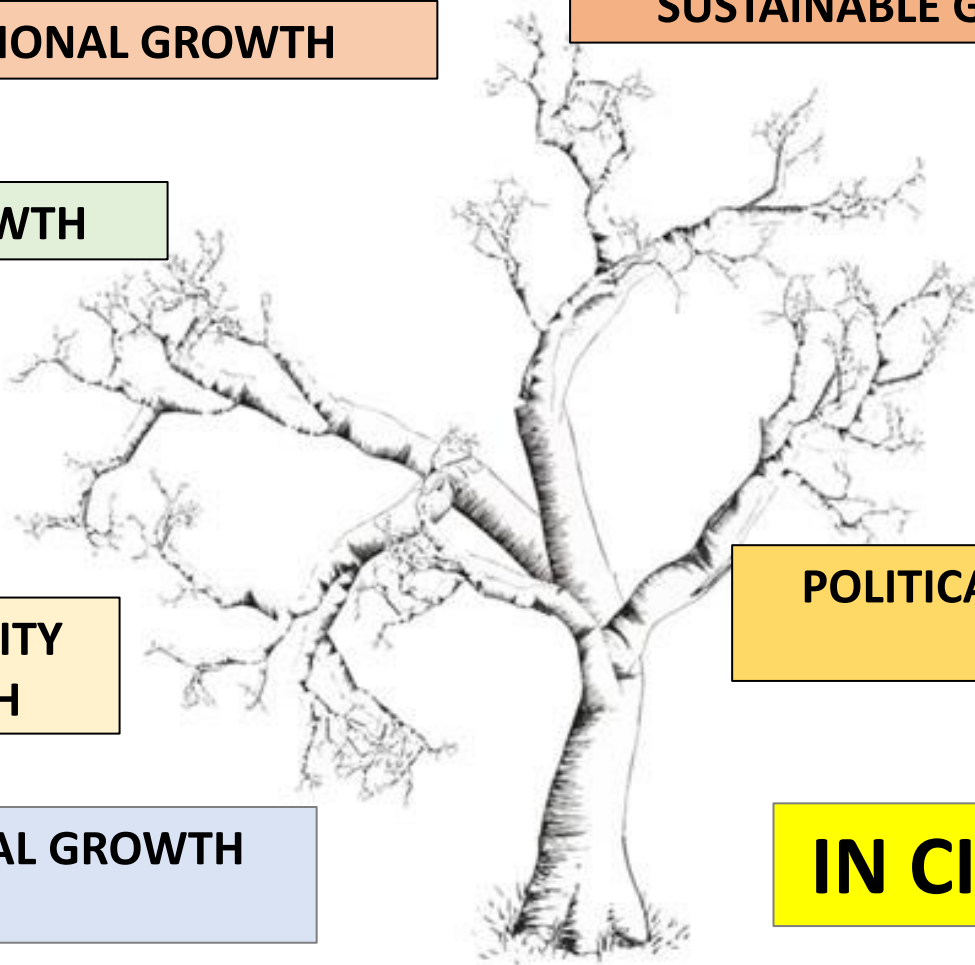 SUSTAINABLE G
IONAL GROWTH
WTH
ITY
H
POLITICA
AL GROWTH
IN CI